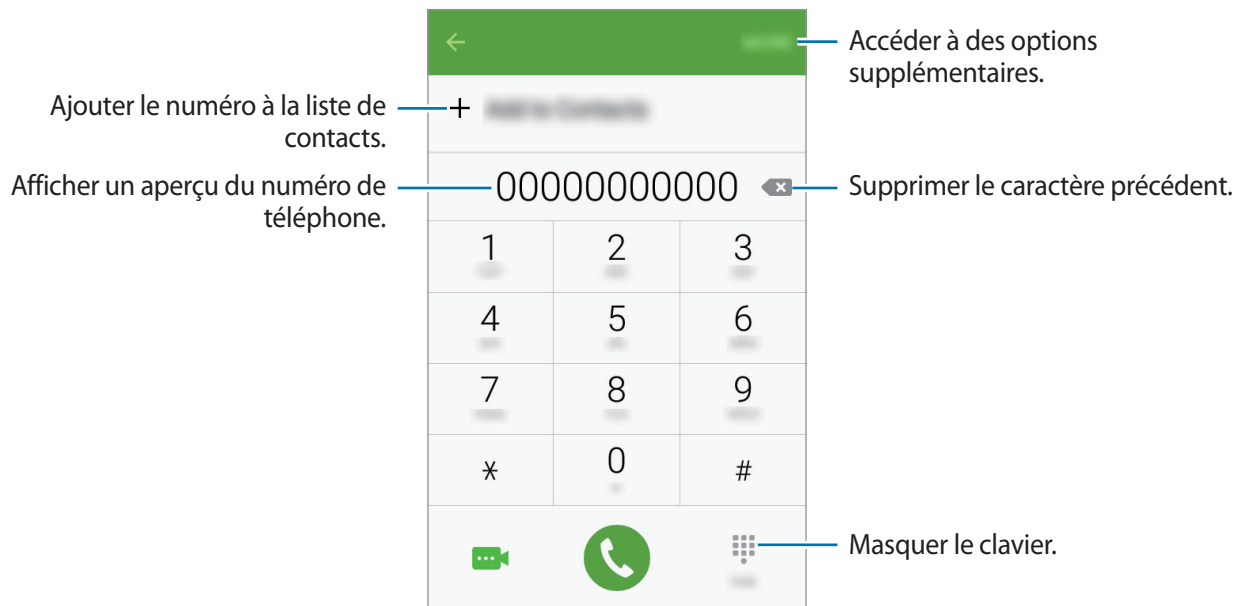 Accéder à des options
supplémentaires.
Ajouter le numéro à la liste de
contacts.
Afficher un aperçu du numéro de
téléphone.
00000000000
Supprimer le caractère précédent.
1 2 3
4 5 6
7 8 9
* 0 #
Masquer le clavier.